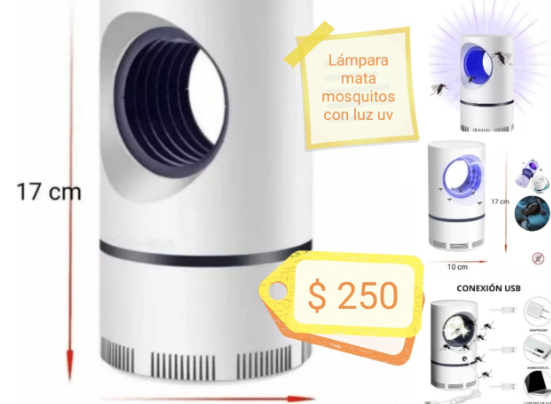 Lámpara
mata
mosquitos
con luz uv
17 cm
$ 250
17 cm
10 cm
CONEXIÓN USB